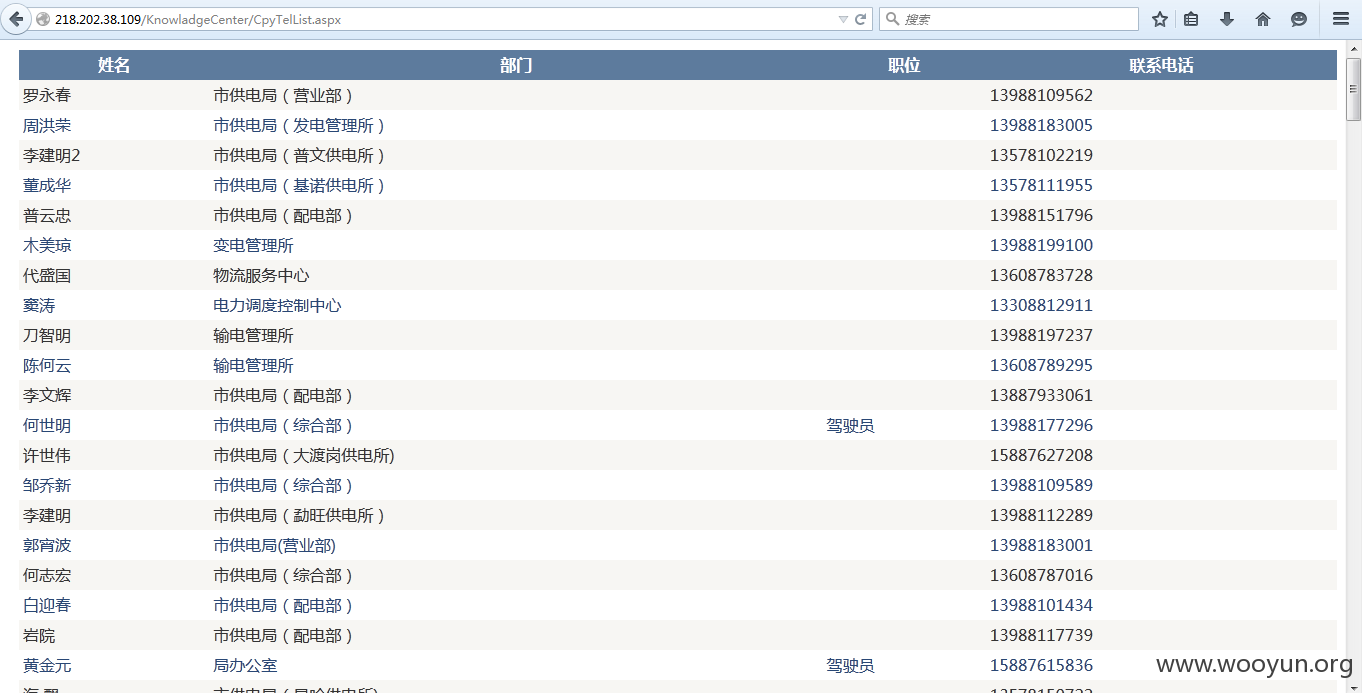 218.202.38.109/KnowladgeCenter/CpyTelList.aspx 搜索
姓名 部门 职位 联系电话
罗永春 市供电局（营业部） 13988109562
周洪荣 市供电局（发电管理所） 13988183005
李建明2 市供电局（普文供电所） 13578102219
董成华 市供电局（基诺供电所） 13578111955
普云忠 市供电局（配电部） 13988151796
木美琼 变电管理所 13988199100
代盛国 物流服务中心 13608783728
窦涛 电力调度控制中心 13308812911
刀智明 输电管理所 13988197237
陈何云 输电管理所 13608789295
李文辉 市供电局（配电部） 13887933061
何世明 市供电局（综合部） 驾驶员 13988177296
许世伟 市供电局（大渡岗供电所) 15887627208
邹乔新 市供电局（综合部） 13988109589
李建明 市供电局（勐旺供电所） 13988112289
郭宵波 市供电局(营业部) 13988183001
何志宏 市供电局（综合部） 13608787016
白迎春 市供电局（配电部） 13988101434
岩院 市供电局（配电部） 13988117739
黄金元 局办公室 驾驶员 15887615836
www.wooyun.org